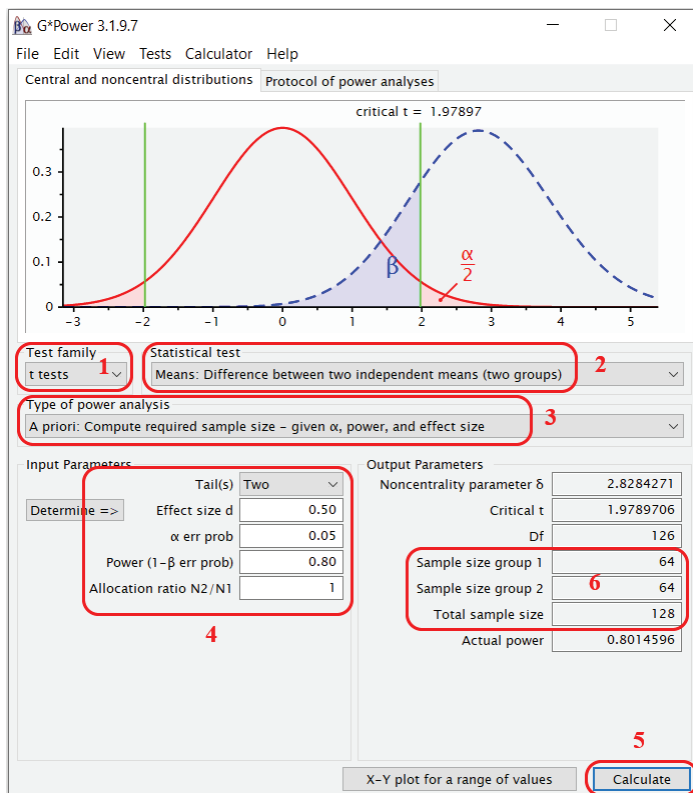 βα G*Power 3.1.9.7
File Edit View Tests Calculator Help
Central and noncentral distributions Protocol of power analyses
critical t = 1.97897
0.3
0.2
0.1
0
β
α
2
-3 -2 -1 0 1 2 3 4 5
Test family Statistical test
t tests 1 Means: Difference between two independent means (two groups) 2
Type of power analysis
A priori: Compute required sample size – given α, power, and effect size 3
Input Parameters Output Parameters
Tail(s) Two Noncentrality parameter δ 2.8284271
Determine => Effect size d 0.50 Critical t 1.9789706
α err prob 0.05 Df 126
Power (1-β err prob) 0.80 Sample size group 1 64
Allocation ratio N2/N1 1 Sample size group 2 6 64
Total sample size 128
4 Actual power 0.8014596
5
X-Y plot for a range of values Calculate